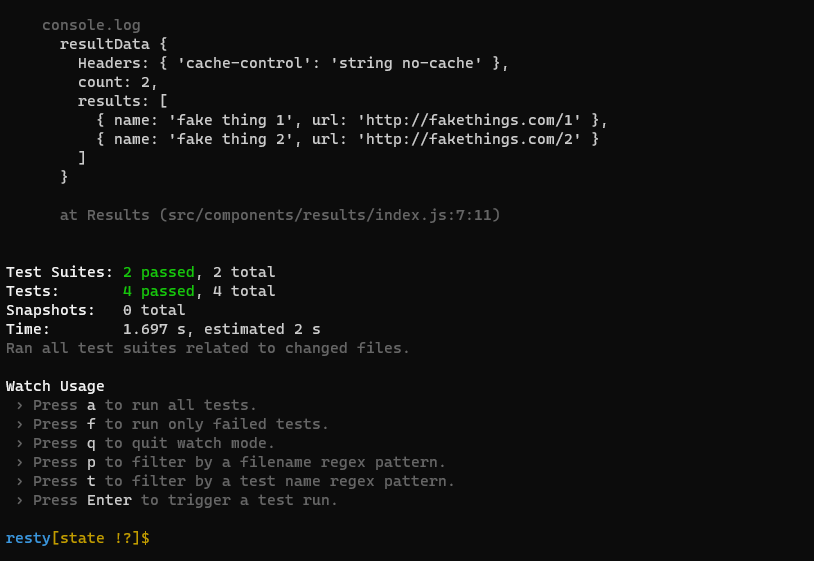 console.log
resultData {
Headers: { 'cache-control': 'string no-cache' },
count: 2,
results: [
{ name: 'fake thing 1', url: 'http://fakethings.com/1' },
{ name: 'fake thing 2', url: 'http://fakethings.com/2' }
]
}
at Results (src/components/results/index.js:7:11)
Test Suites: 2 passed, 2 total
Tests: 4 passed, 4 total
Snapshots: 0 total
Time: 1.697 s, estimated 2 s
Ran all test suites related to changed files.
Watch Usage
› Press a to run all tests.
› Press f to run only failed tests.
› Press q to quit watch mode.
› Press p to filter by a filename regex pattern.
› Press t to filter by a test name regex pattern.
› Press Enter to trigger a test run.
resty[state !?]$